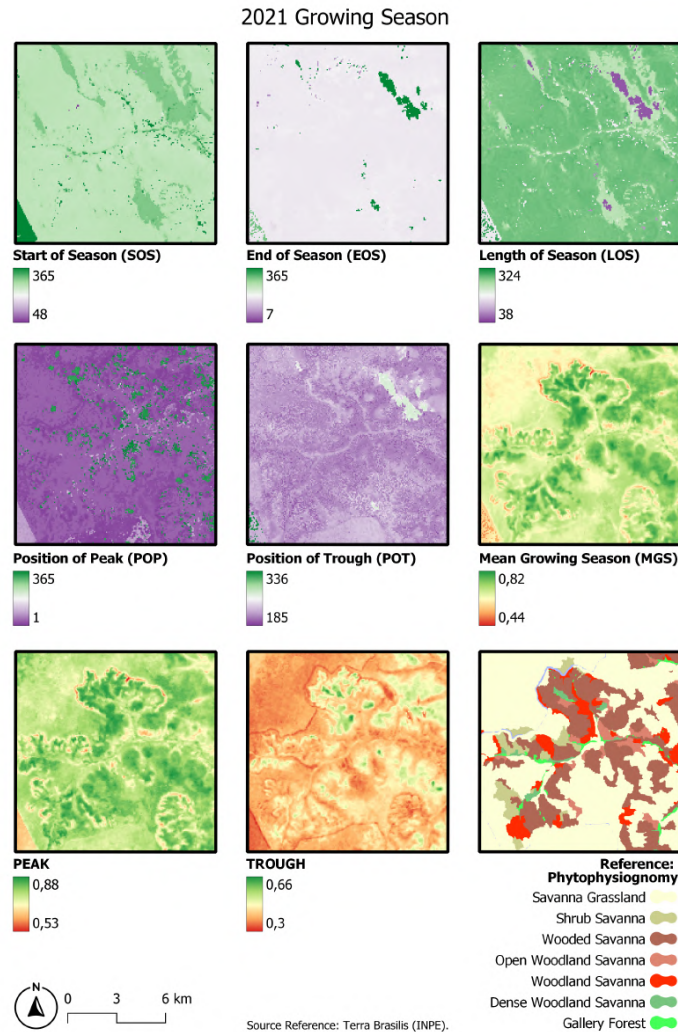 2021 Growing Season
Start of Season (SOS)
365
48
End of Season (EOS)
365
7
Length of Season (LOS)
324
38
Position of Peak (POP)
365
1
Position of Trough (POT)
336
185
Mean Growing Season (MGS)
0,82
0,44
PEAK
0,88
0,53
TROUGH
0,66
0,3
Reference:
Phytophysiognomy
Savanna Grassland
Shrub Savanna
Wooded Savanna
Open Woodland Savanna
Woodland Savanna
Dense Woodland Savanna
Gallery Forest
N
0 3 6 km
Source Reference: Terra Brasilis (INPE).